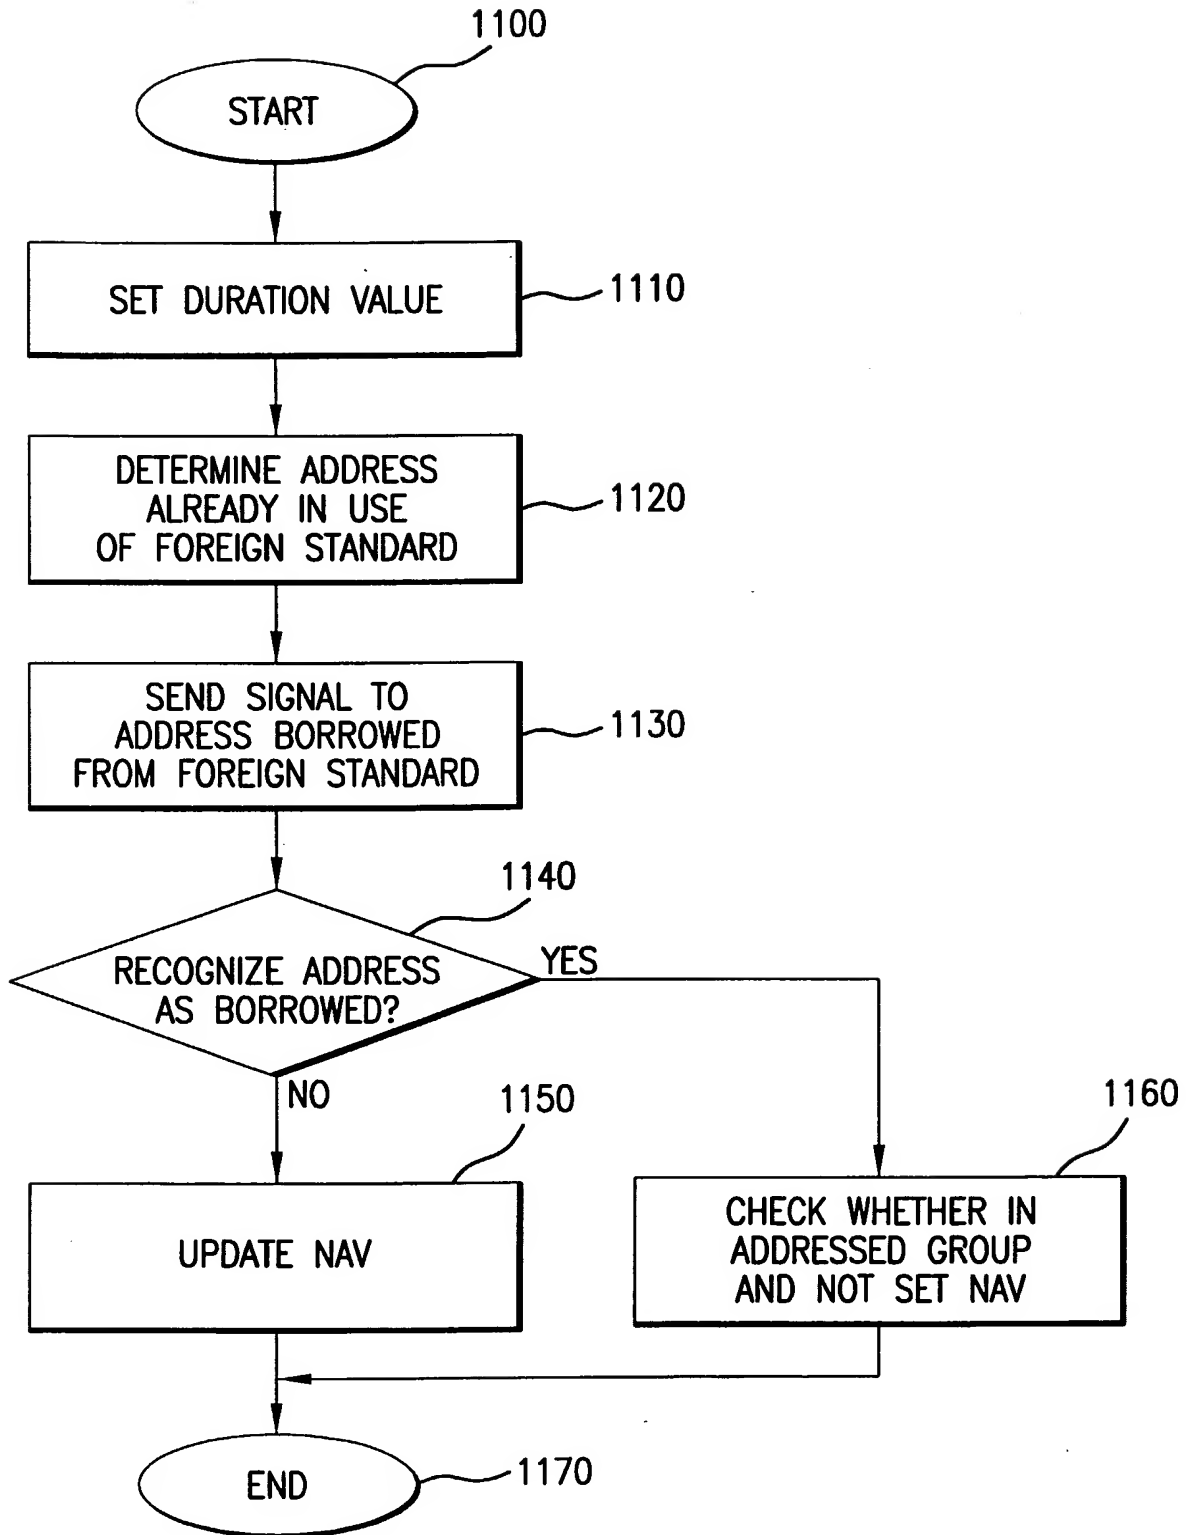 1100
START
SET DURATION VALUE
1110
DETERMINE ADDRESS
ALREADY IN USE
OF FOREIGN STANDARD
1120
SEND SIGNAL TO
ADDRESS BORROWED
FROM FOREIGN STANDARD
1130
1140
RECOGNIZE ADDRESS
AS BORROWED?
YES
NO
1150
UPDATE NAV
1160
CHECK WHETHER IN
ADDRESSED GROUP
AND NOT SET NAV
END
1170